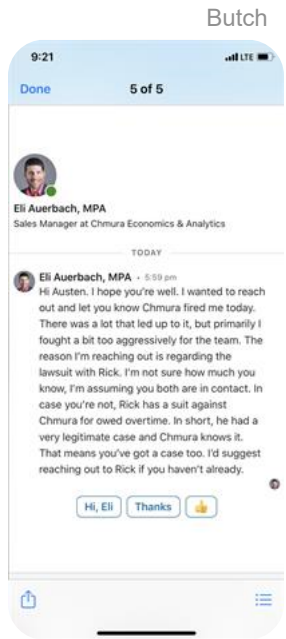 Butch
9:21
LTE
Done
5 of 5
Eli Auerbach, MPA
Sales Manager at Chmura Economics & Analytics
TODAY
Eli Auerbach, MPA • 5:59 pm
Hi Austen. I hope you're well. I wanted to reach
out and let you know Chmura fired me today.
There was a lot that led up to it, but primarily I
fought a bit too aggressively for the team. The
reason I'm reaching out is regarding the
lawsuit with Rick. I'm not sure how much you
know, I'm assuming you both are in contact. In
case you're not, Rick has a suit against
Chmura for owed overtime. In short, he had a
very legitimate case and Chmura knows it.
That means you've got a case too. I'd suggest
reaching out to Rick if you haven't already.
Hi, Eli
Thanks
👍